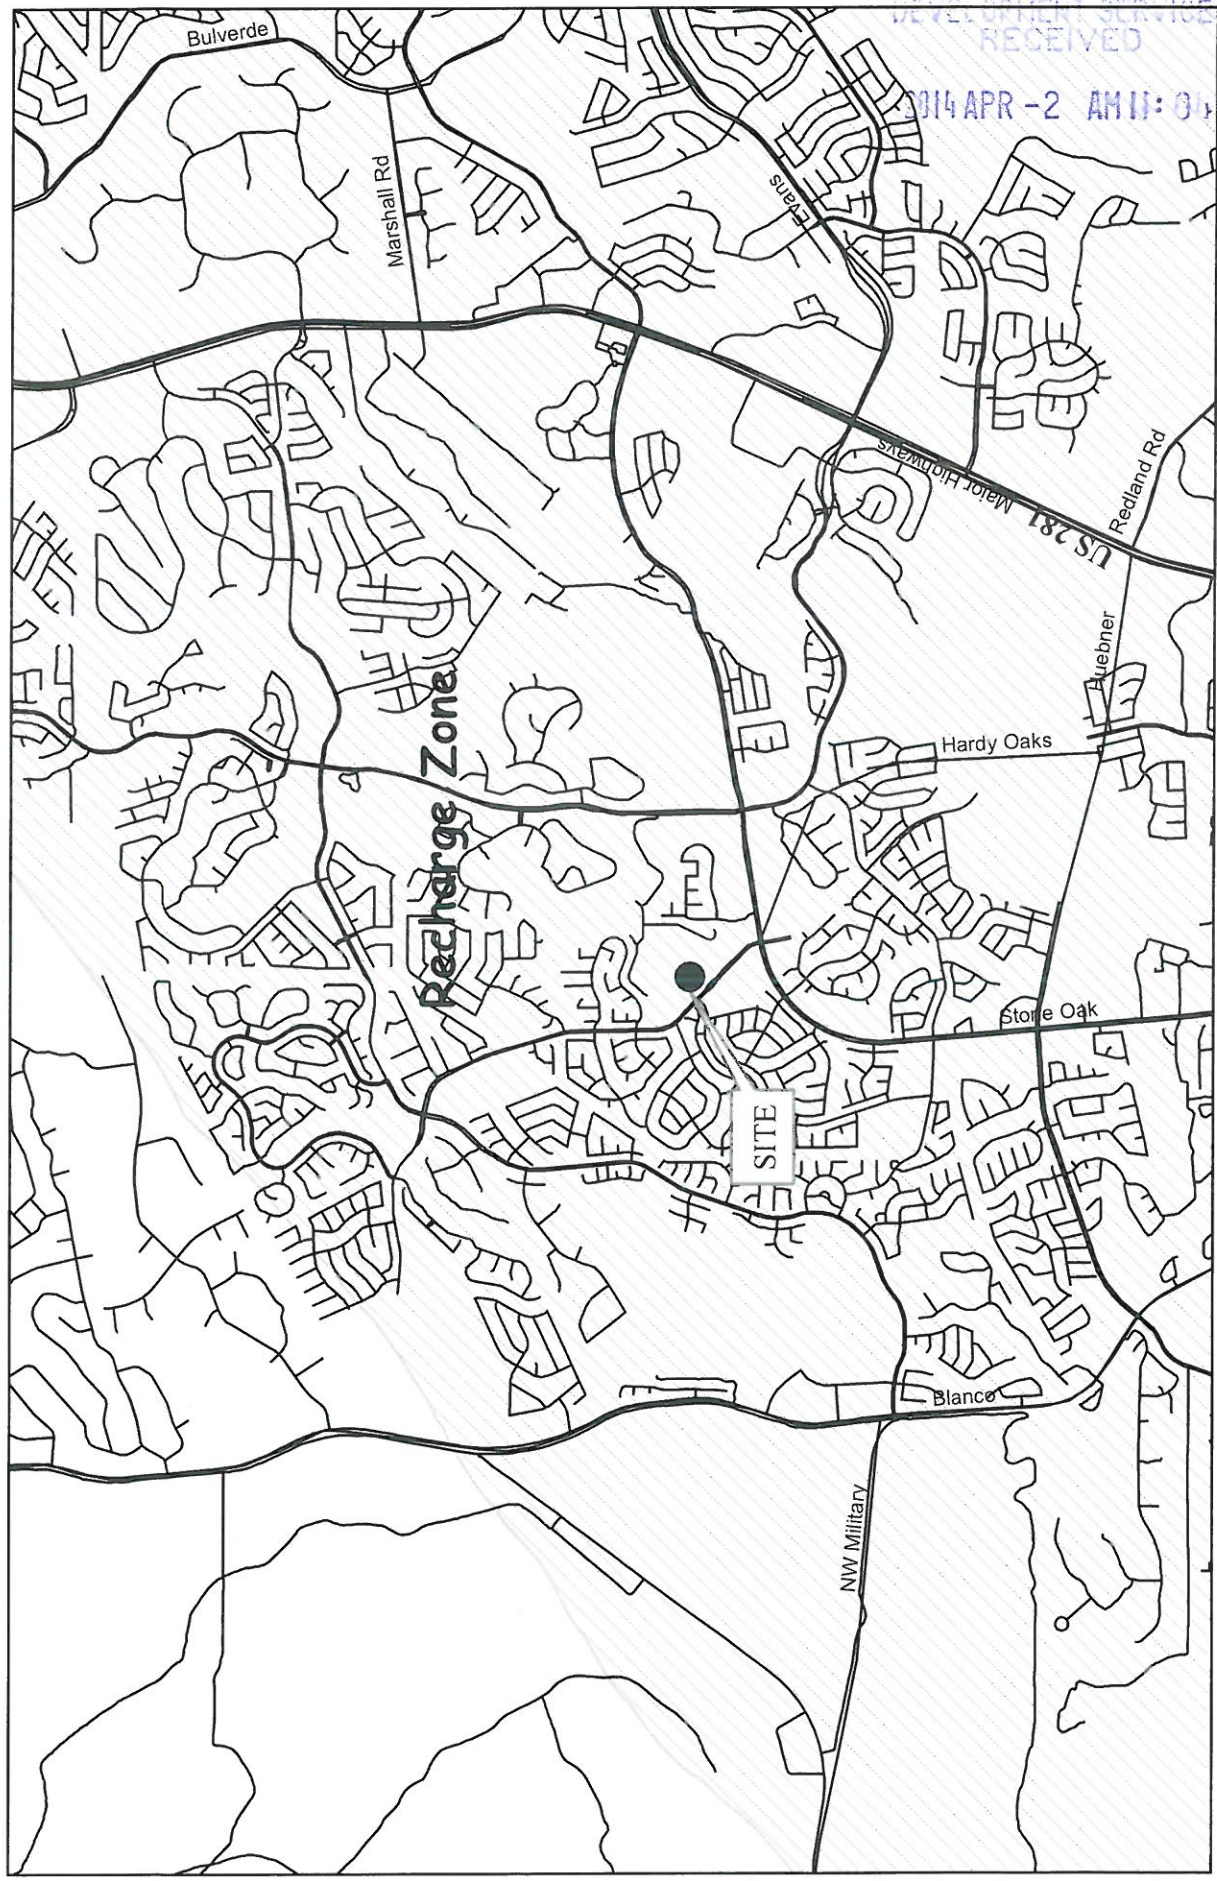 DEVELOPMENT SERVICES
RECEIVED
2014 APR -2 AM 11: 04
Bulverde
Marshall Rd
Evans
Major Highways
US 281
Redland Rd
Huebner
Recharge Zone
Hardy Oaks
Stone Oak
SITE
Blanco
NW Military